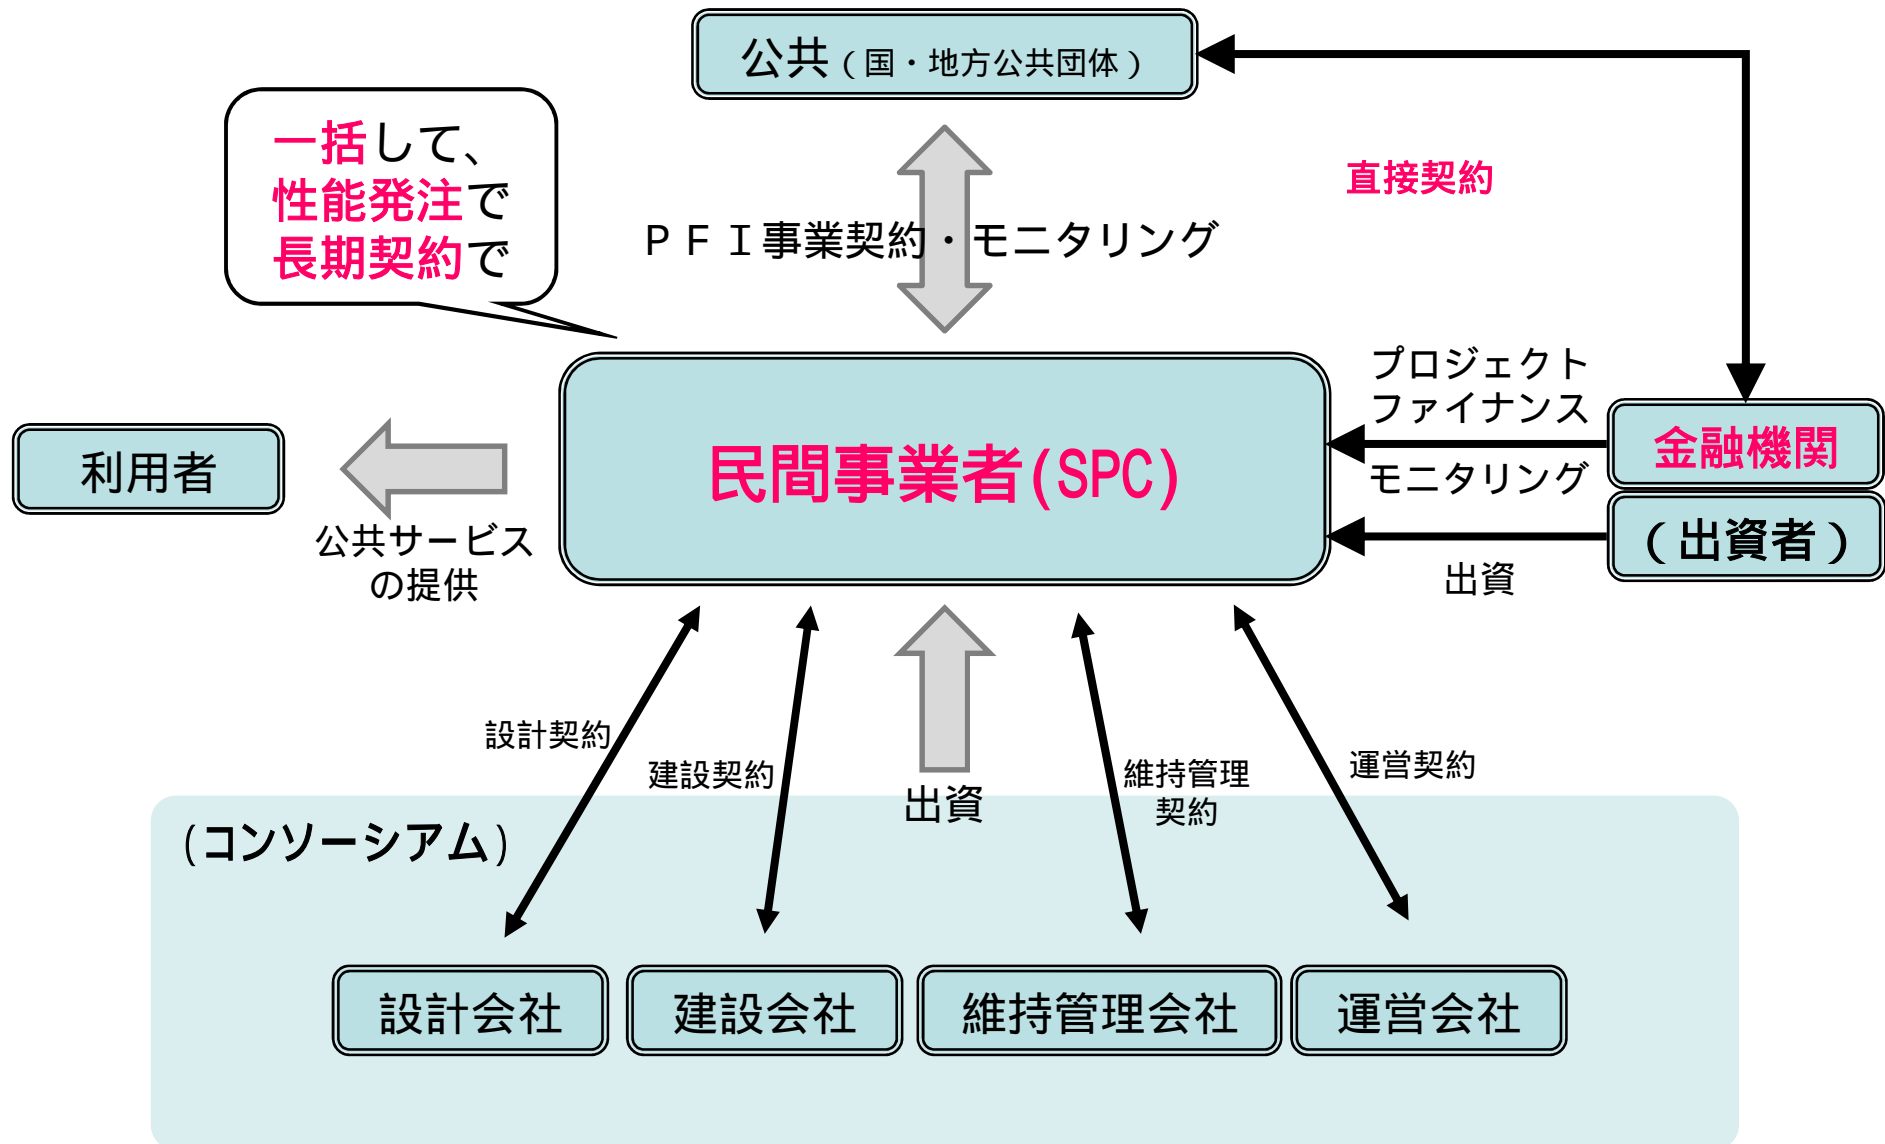 公共（国・地方公共団体）
一括して、
性能発注で
長期契約で
直接契約
ＰＦＩ事業契約・モニタリング
プロジェクト
ファイナンス
モニタリング
金融機関
（出資者）
出資
民間事業者(SPC)
利用者
公共サービス
の提供
設計契約
建設契約
出資
維持管理
契約
運営契約
(コンソーシアム)
設計会社
建設会社
維持管理会社
運営会社